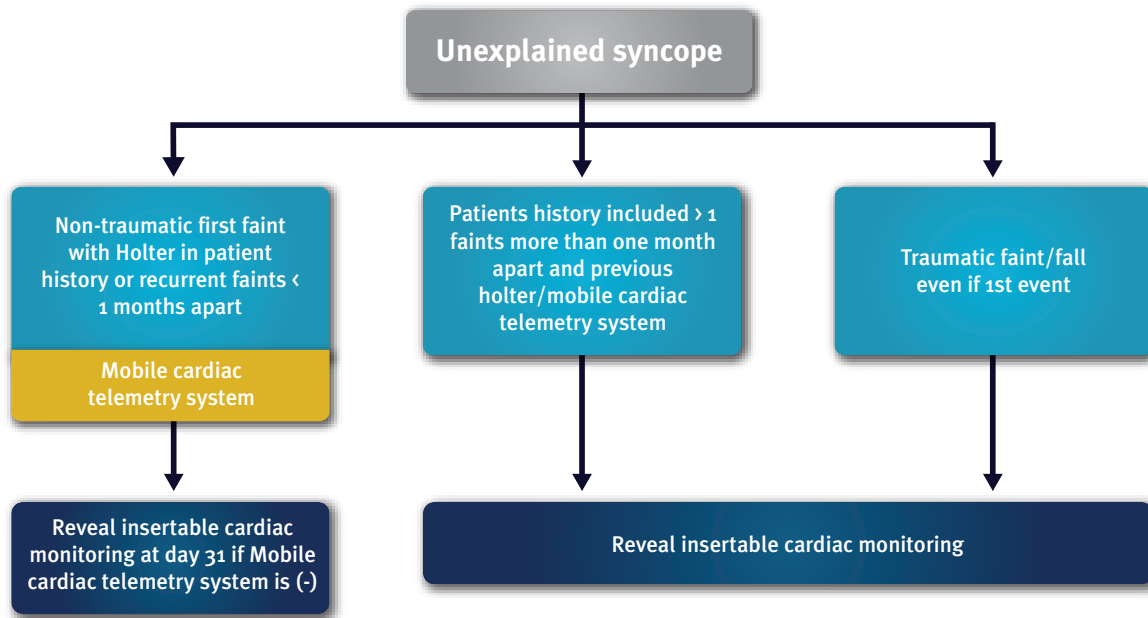 Unexplained syncope
Non-traumatic first faint
with Holter in patient
history or recurrent faints <
1 months apart
Mobile cardiac
telemetry system
Reveal insertable cardiac
monitoring at day 31 if Mobile
cardiac telemetry system is (-)
Patients history included > 1
faints more than one month
apart and previous
holter/mobile cardiac
telemetry system
Traumatic faint/fall
even if 1st event
Reveal insertable cardiac monitoring